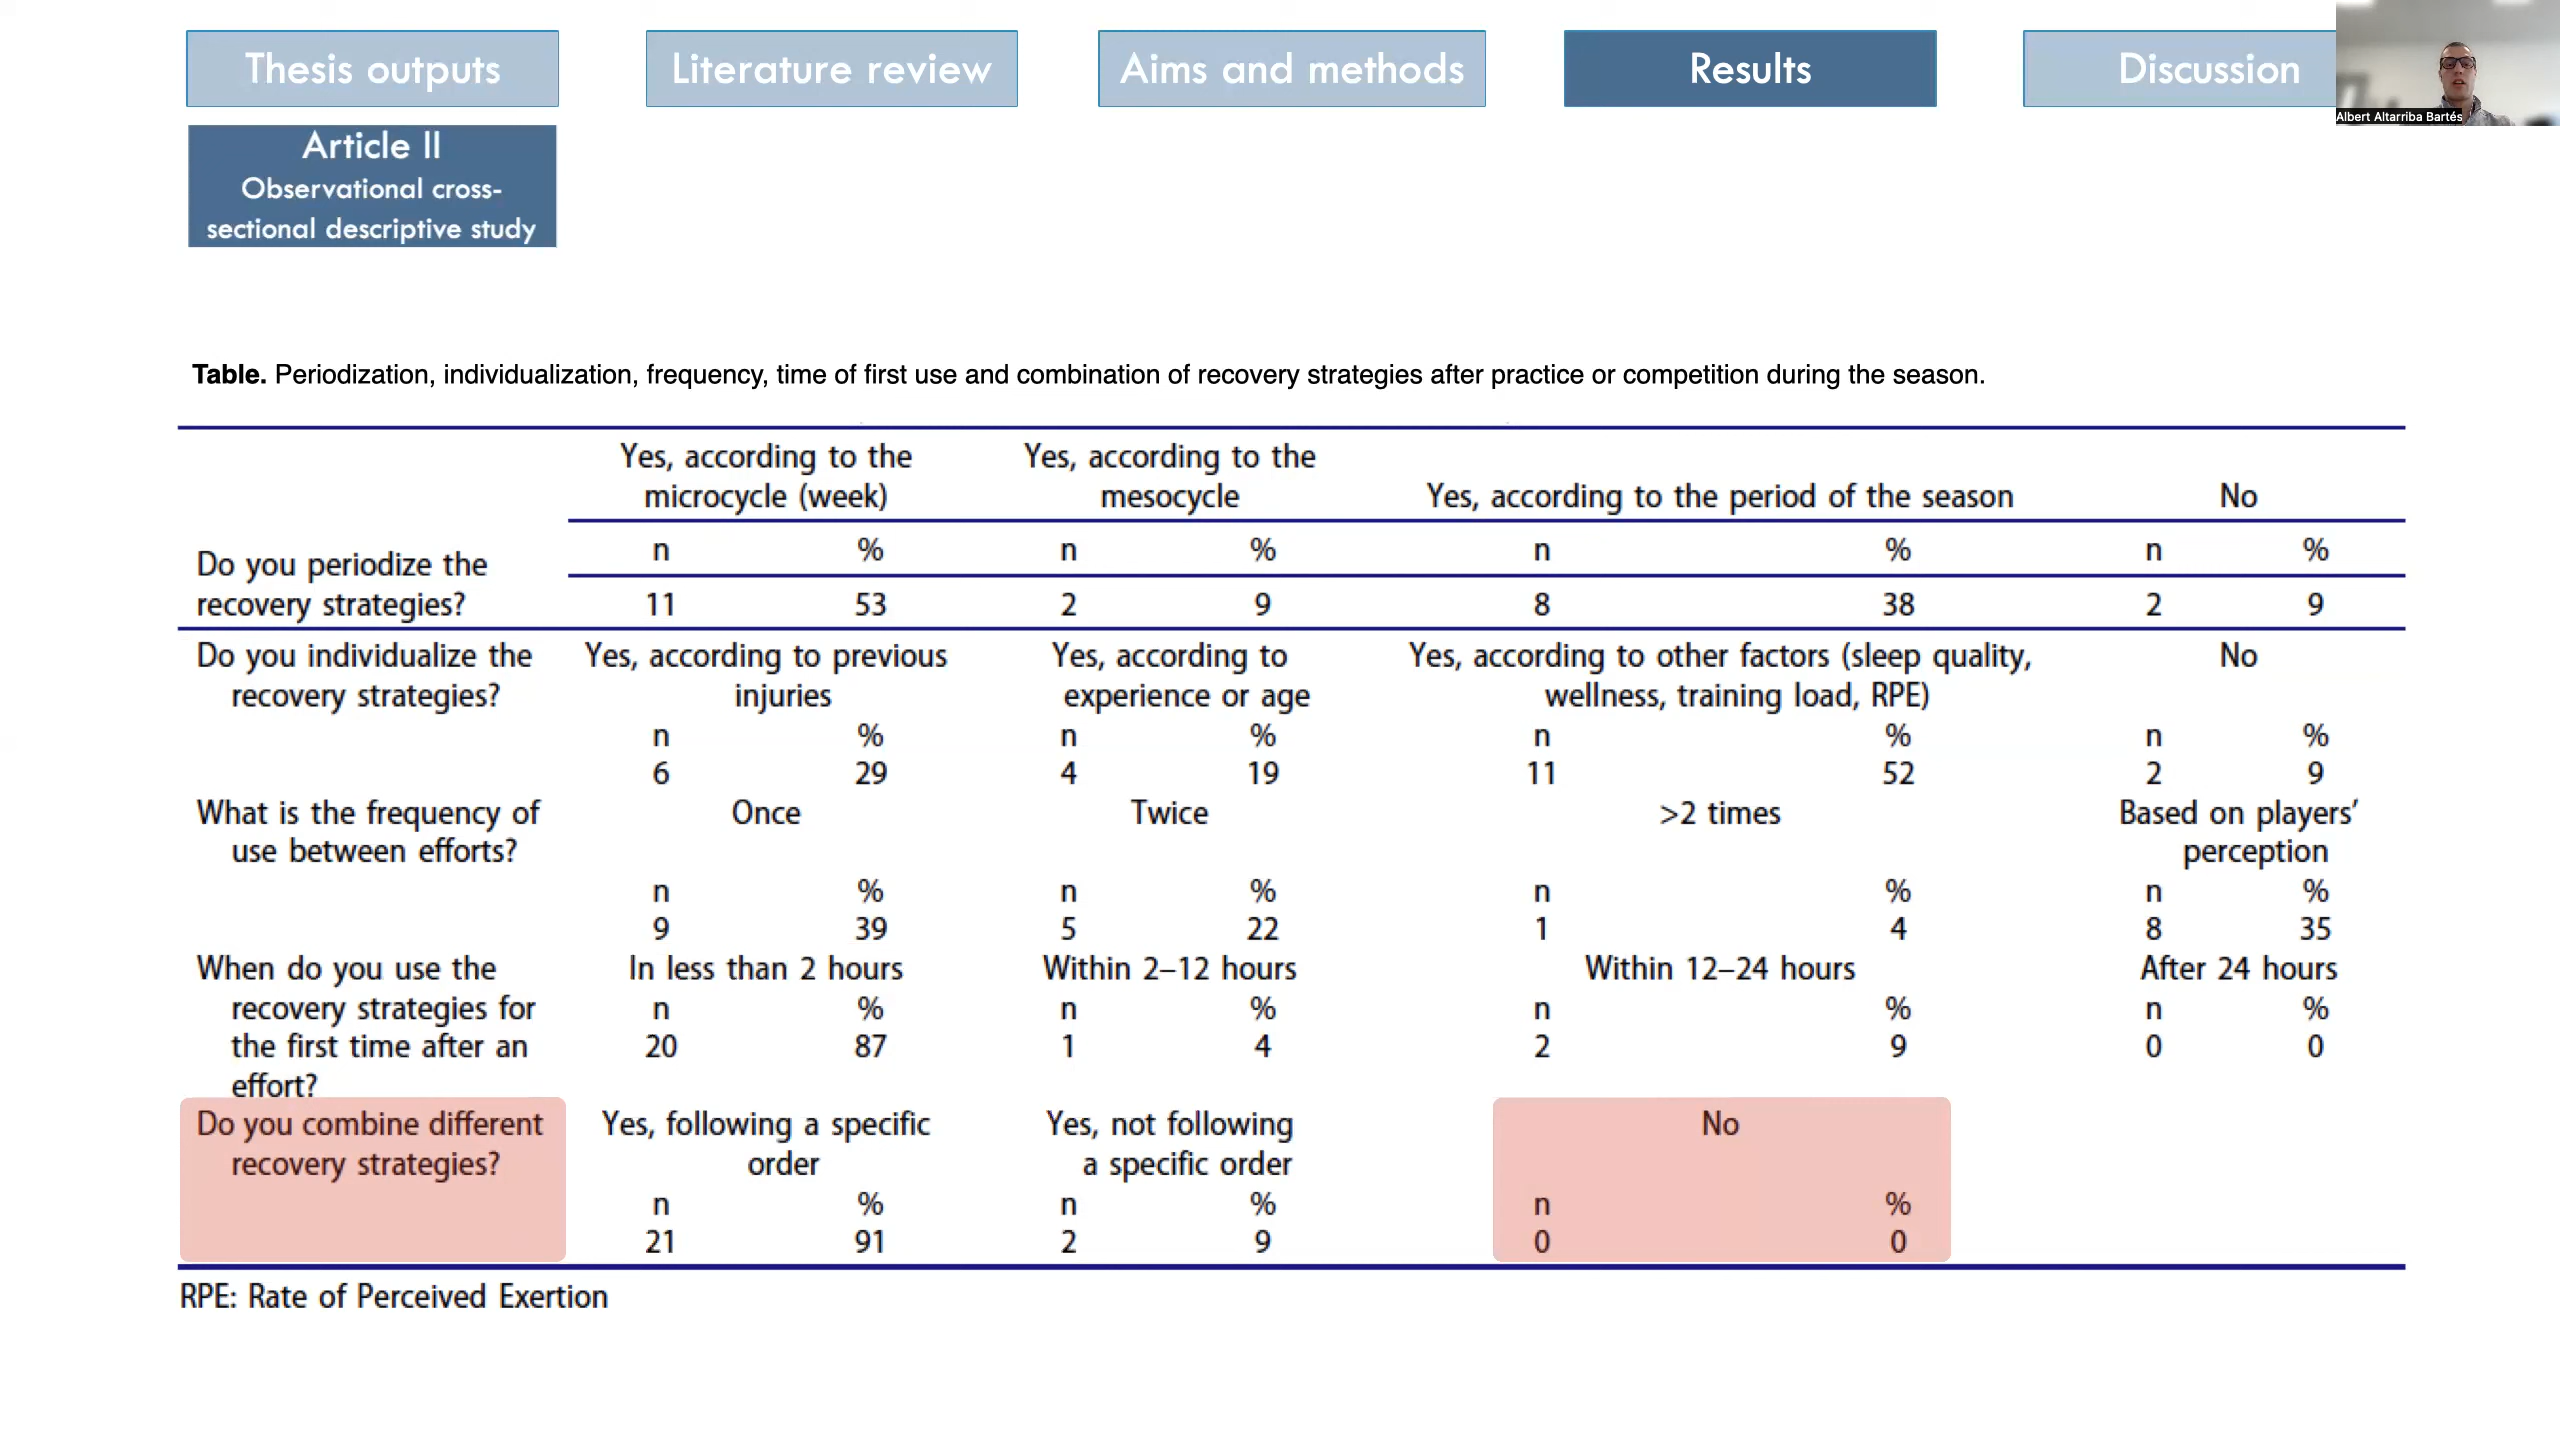 Thesis outputs
Literature review
Aims and methods
Results
Discussion
Albert Altarriba Bartés
Article II
Observational cross-
sectional descriptive study
Table. Periodization, individualization, frequency, time of first use and combination of recovery strategies after practice or competition during the season.
Yes, according to the Yes, according to the
microcycle (week) mesocycle Yes, according to the period of the season No
n % n % n % n %
Do you periodize the
recovery strategies? 11 53 2 9 8 38 2 9
Do you individualize the Yes, according to previous Yes, according to Yes, according to other factors (sleep quality, No
recovery strategies? injuries experience or age wellness, training load, RPE)
n % n % n % n %
6 29 4 19 11 52 2 9
What is the frequency of Once Twice >2 times Based on players’
use between efforts? perception
n % n % n % n %
9 39 5 22 1 4 8 35
When do you use the In less than 2 hours Within 2–12 hours Within 12–24 hours After 24 hours
recovery strategies for n % n % n % n %
the first time after an 20 87 1 4 2 9 0 0
effort?
Do you combine different Yes, following a specific Yes, not following No
recovery strategies? order a specific order
n % n % n %
21 91 2 9 0 0
RPE: Rate of Perceived Exertion